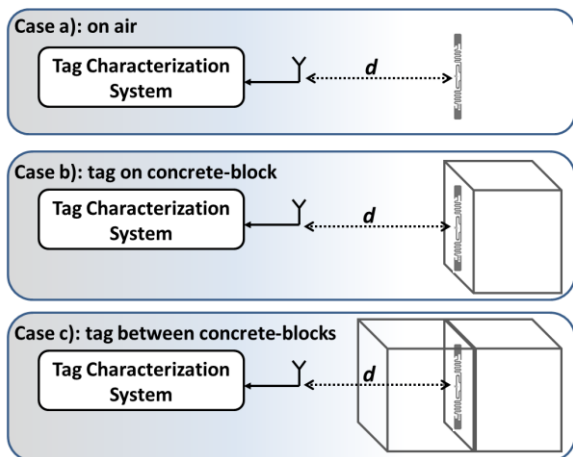 Case a): on air
Tag Characterization
System
d
Case b): tag on concrete-block
Tag Characterization
System
d
Case c): tag between concrete-blocks
Tag Characterization
System
d